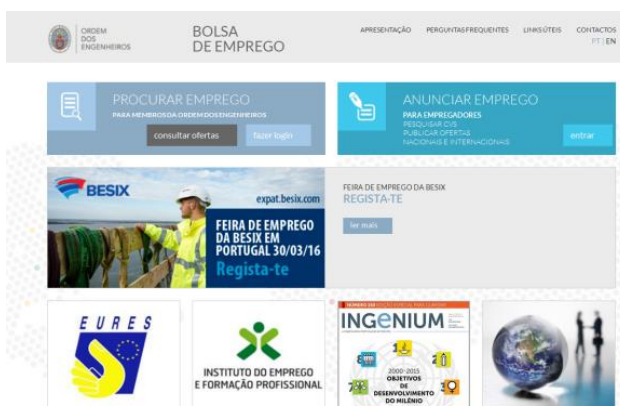 ORDEM
DOS
ENGENHEIROS
BOLSA
DE EMPREGO
APRESENTAÇÃO PERGUNTAS FREQUENTES LINKS ÚTEIS CONTACTOS
PT | EN
PROCURAR EMPREGO
PARA MEMBROS DA ORDEM DOS ENGENHEIROS
consultar ofertas
fazer login
ANUNCIAR EMPREGO
PARA EMPREGADORES
PESQUISAR CVS
PUBLICAR OFERTAS
NACIONAIS E INTERNACIONAIS
entrar
BESIX
expat.besix.com
FEIRA DE EMPREGO
DA BESIX EM
PORTUGAL 30/03/16
Regista-te
FEIRA DE EMPREGO DA BESIX
REGISTA-TE
ler mais
EURES
INSTITUTO DO EMPREGO
E FORMAÇÃO PROFISSIONAL
INGENIUM
2000-2015
OBJETIVOS
DE
DESENVOLVIMENTO
DO MILÉNIO